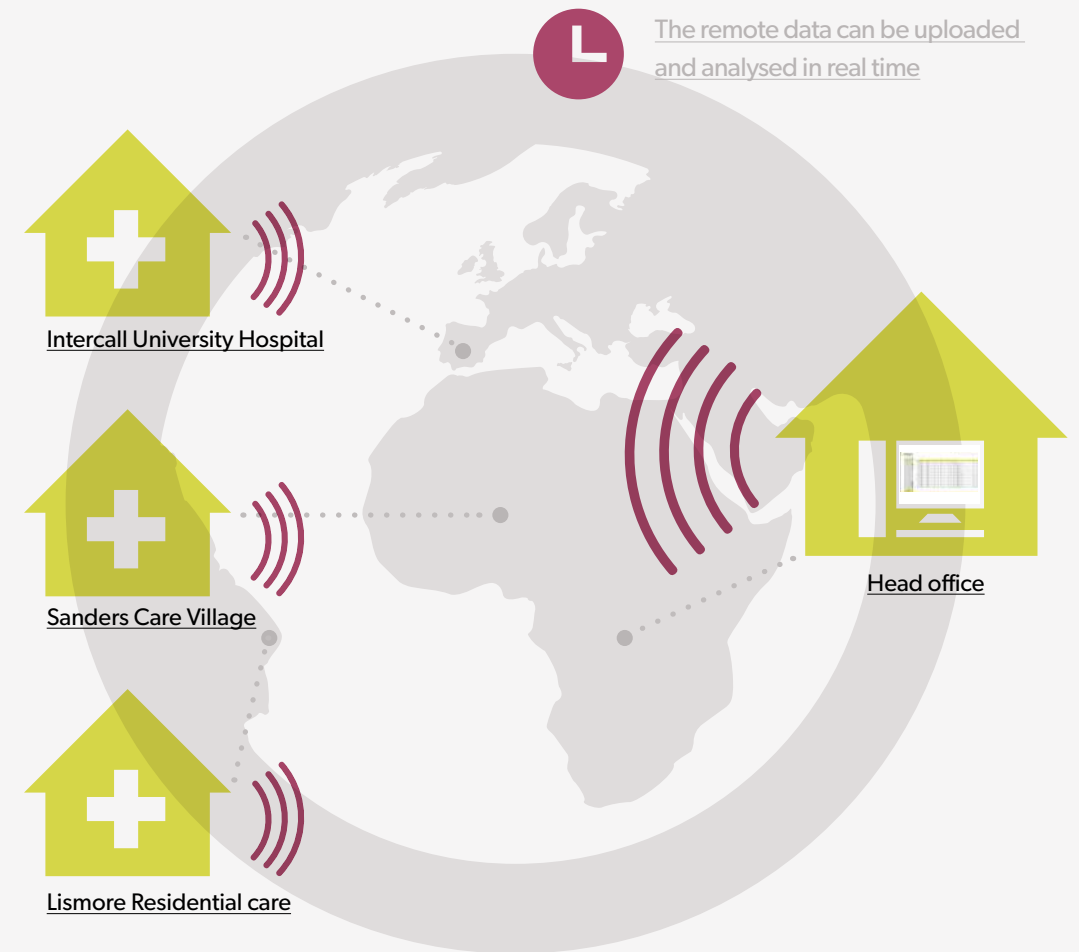 The remote data can be uploaded
and analysed in real time
Intercall University Hospital
Head office
Sanders Care Village
Lismore Residential care